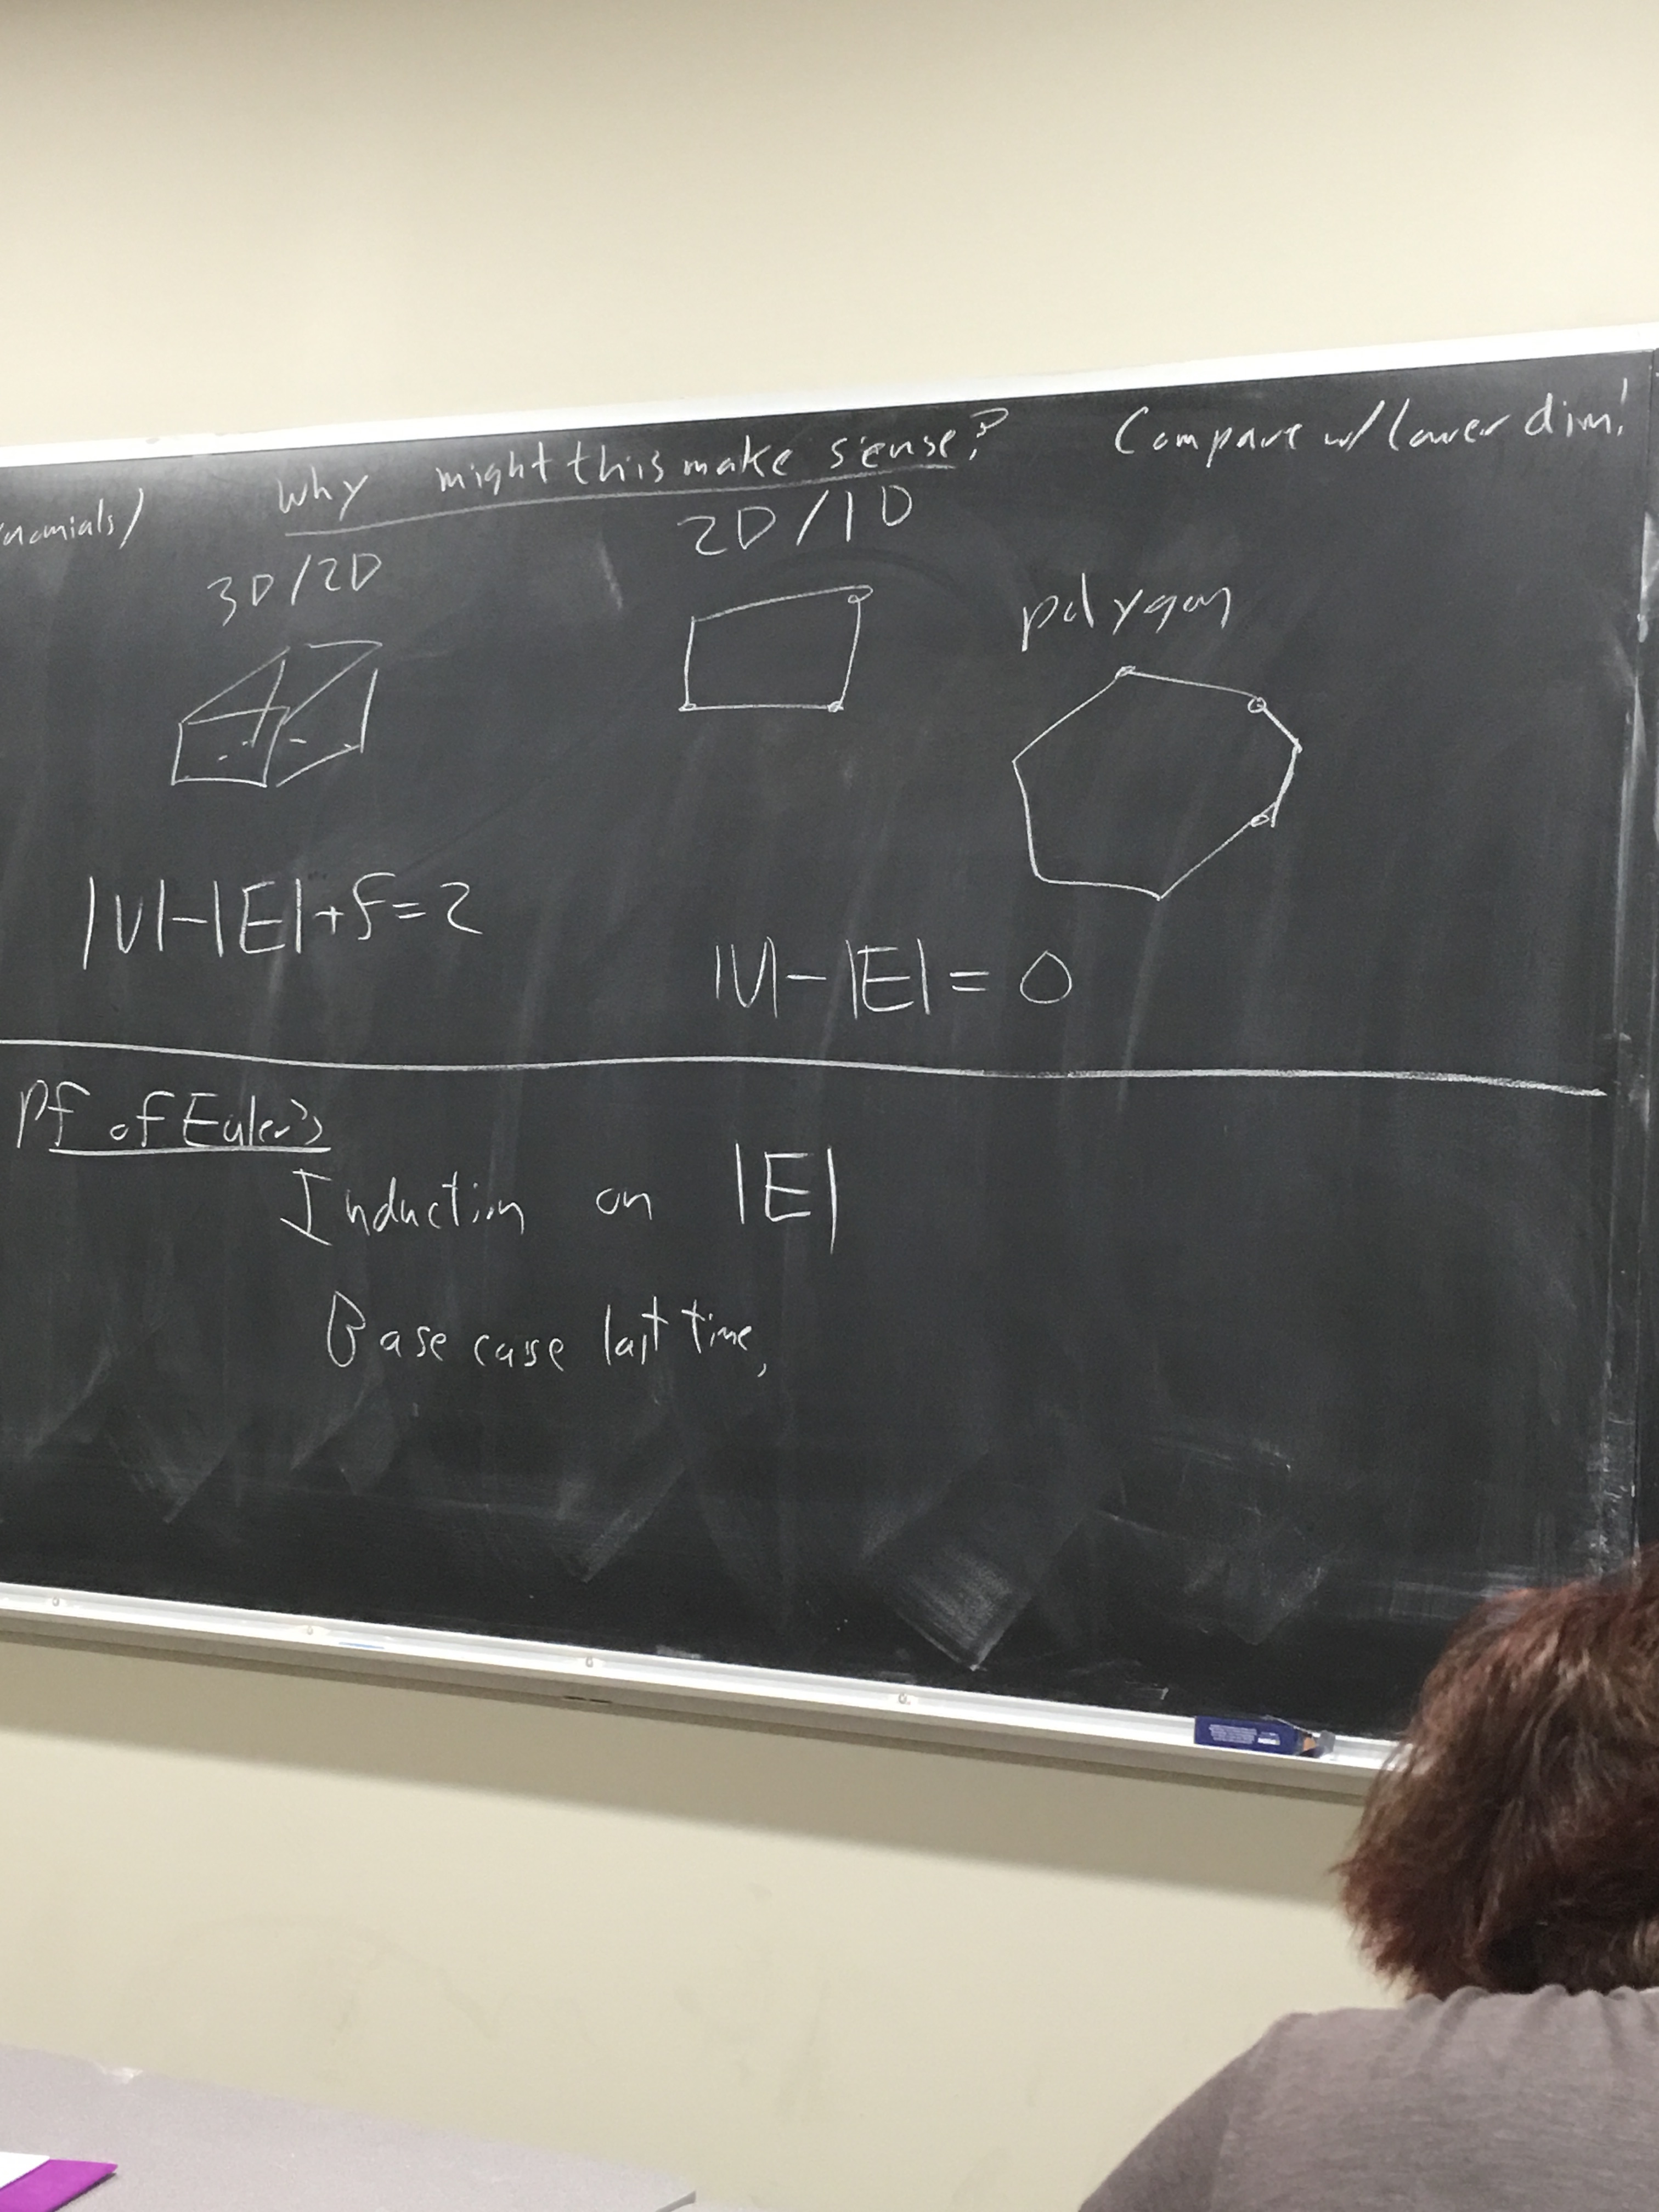 Why might this make sense? Compare w/ lower dim!
nomials)
3D/2D
2D/1D
polygon
|V|-|E|+f=2
|V|-|E|=0
Pf of Euler's
Induction on |E|
Base case last time,